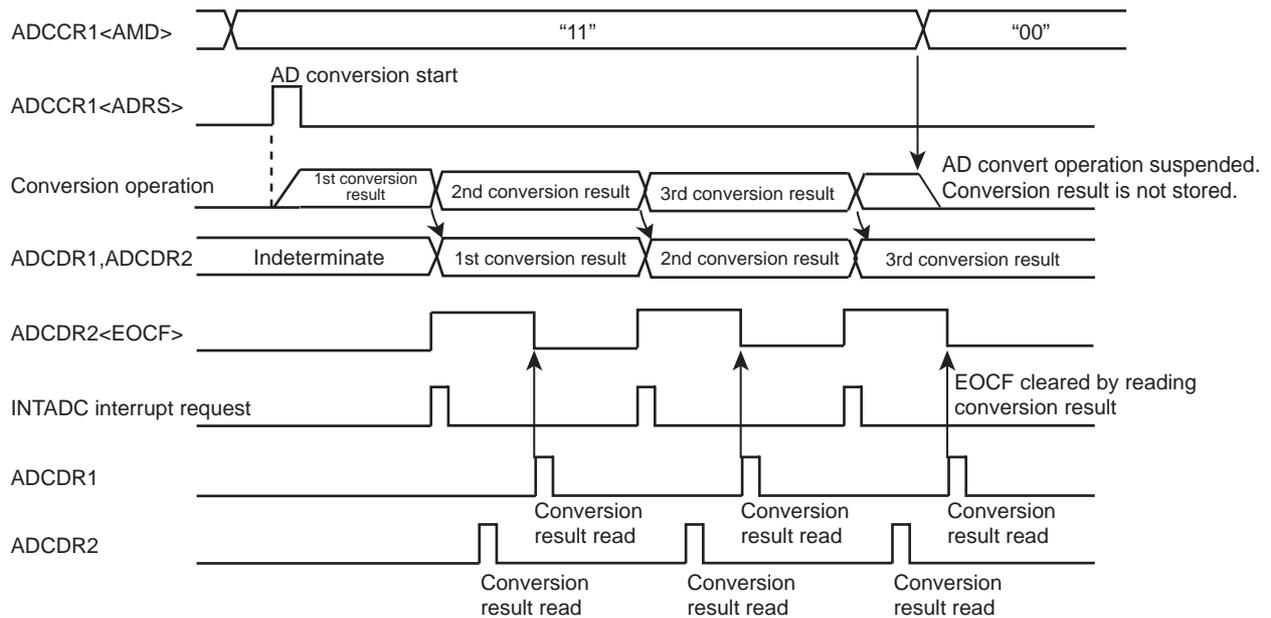 ADCCR1<AMD>
“11”
“00”
AD conversion start
ADCCR1<ADRS>
Conversion operation
1st conversion
result
2nd conversion result
3rd conversion result
AD convert operation suspended.
Conversion result is not stored.
ADCDR1,ADCDR2
Indeterminate
1st conversion result
2nd conversion result
3rd conversion result
ADCDR2<EOCF>
EOCF cleared by reading
conversion result
INTADC interrupt request
ADCDR1
Conversion
result read
Conversion
result read
Conversion
result read
ADCDR2
Conversion
result read
Conversion
result read
Conversion
result read